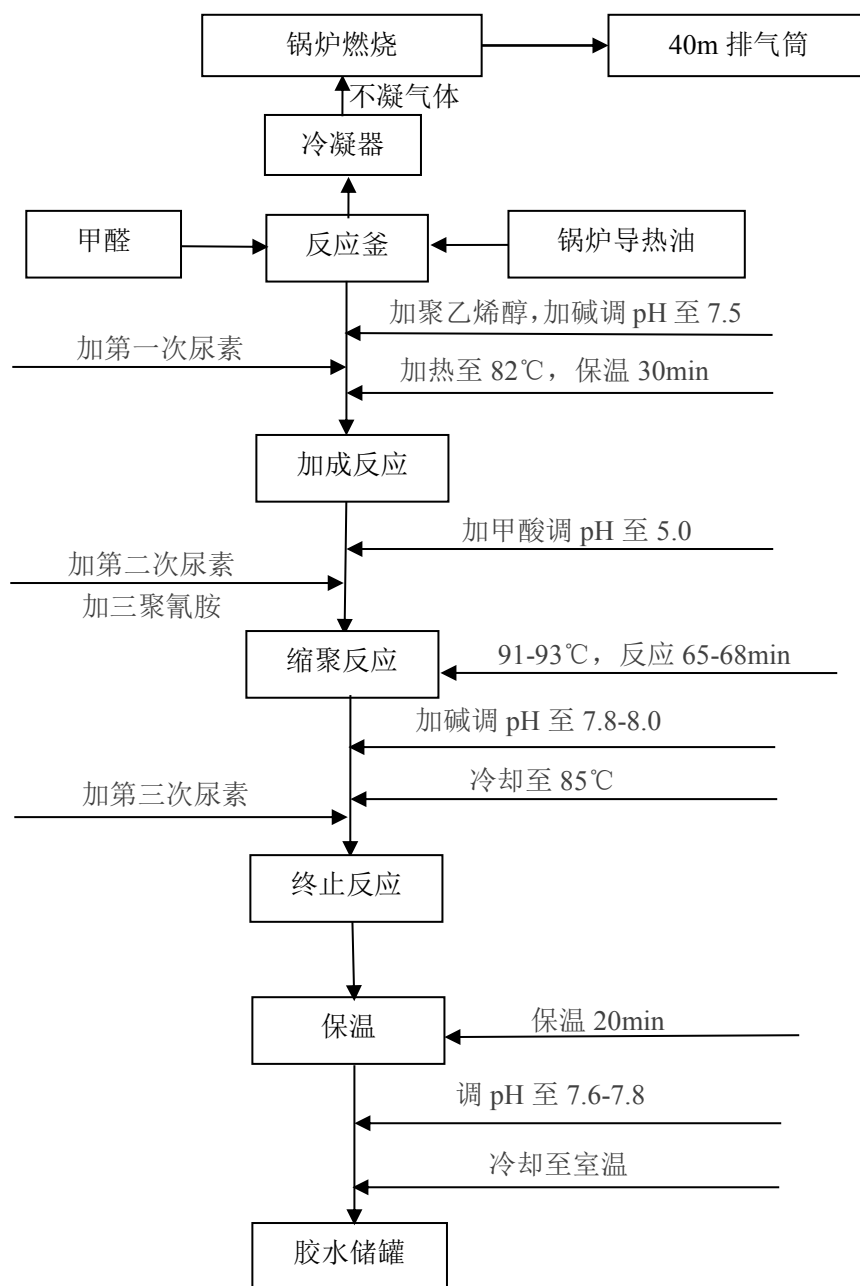 锅炉燃烧
40m 排气筒
不凝气体
冷凝器
甲醛
反应釜
锅炉导热油
加聚乙烯醇，加碱调 pH 至 7.5
加第一次尿素
加热至 82℃，保温 30min
加成反应
加甲酸调 pH 至 5.0
加第二次尿素
加三聚氰胺
缩聚反应
91-93℃，反应 65-68min
加碱调 pH 至 7.8-8.0
冷却至 85℃
加第三次尿素
终止反应
保温
保温 20min
调 pH 至 7.6-7.8
冷却至室温
胶水储罐